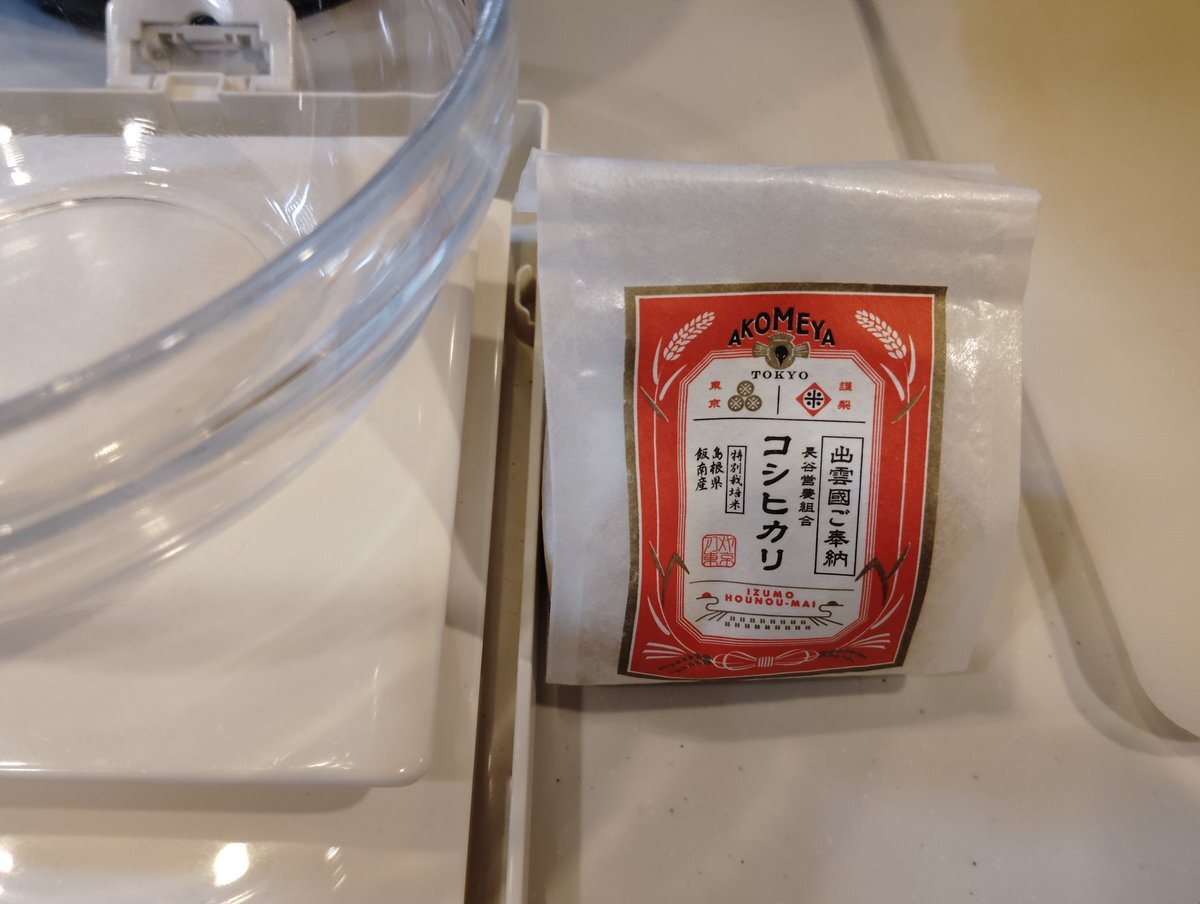 AKOMEYA
TOKYO
東京
米
謹製
出雲國ご奉納
長谷営農組合
コシヒカリ
特別栽培米
島根県
飯南産
IZUMO
HOUNOU-MAI